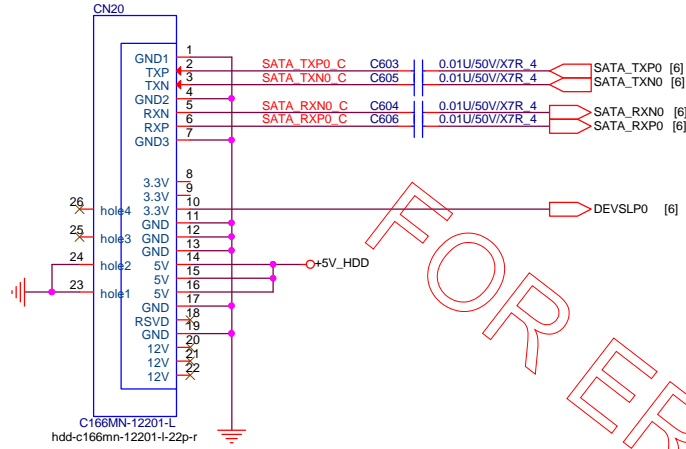 CN20
GND1 1
TXP 2 SATA_TXP0_C C603 0.01U/50V/X7R_4 SATA_TXP0 [6]
TXN 3 SATA_TXN0_C C605 0.01U/50V/X7R_4 SATA_TXN0 [6]
GND2 4
RXN 5 SATA_RXN0_C C604 0.01U/50V/X7R_4 SATA_RXN0 [6]
RXP 6 SATA_RXP0_C C606 0.01U/50V/X7R_4 SATA_RXP0 [6]
GND3 7
3.3V 8
3.3V 9
26 hole4 3.3V 10 DEVSLP0 [6]
GND 11
25 hole3 GND 12
GND 13
24 hole2 5V 14 +5V_HDD
5V 15
23 hole1 5V 16
GND 17
RSVD 18
GND 19
12V 20
12V 21
12V 22
C166MN-12201-L
hdd-c166mn-12201-l-22p-r
FOR ER